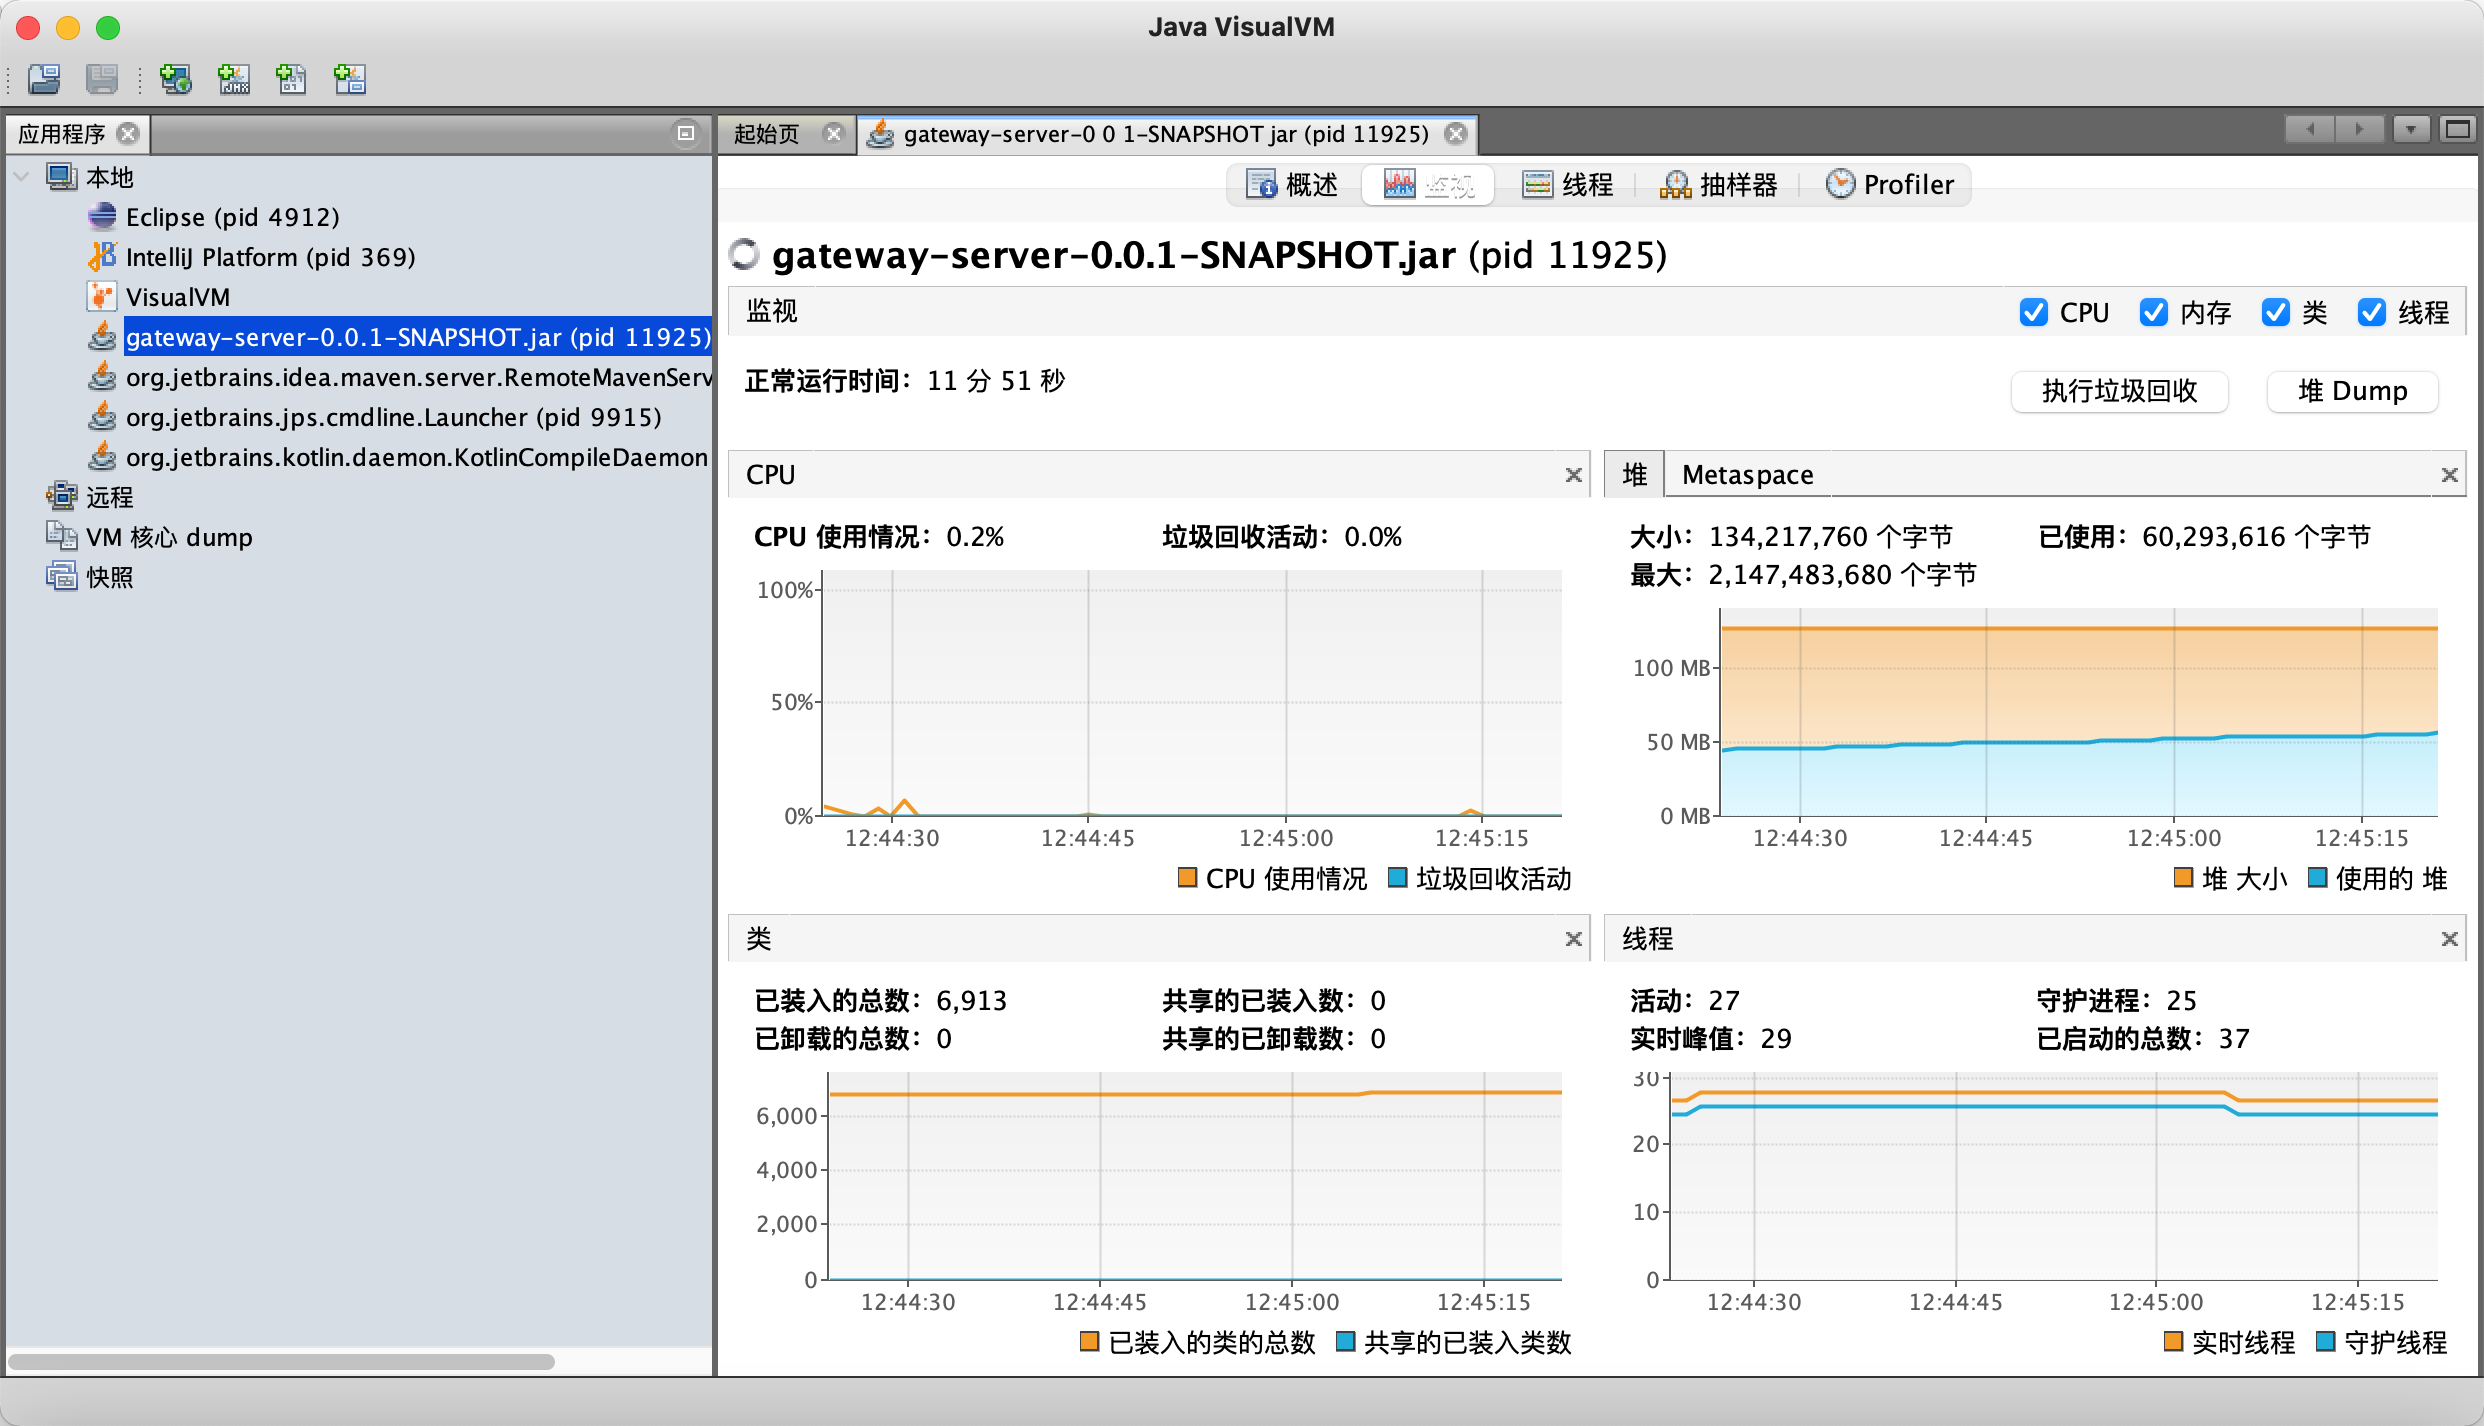 Java VisualVM
应用程序
起始页
gateway-server-0 0 1-SNAPSHOT jar (pid 11925)
本地
Eclipse (pid 4912)
IntelliJ Platform (pid 369)
VisualVM
gateway-server-0.0.1-SNAPSHOT.jar (pid 11925)
org.jetbrains.idea.maven.server.RemoteMavenServ
org.jetbrains.jps.cmdline.Launcher (pid 9915)
org.jetbrains.kotlin.daemon.KotlinCompileDaemon
远程
VM 核心 dump
快照
概述
监视
线程
抽样器
Profiler
gateway-server-0.0.1-SNAPSHOT.jar (pid 11925)
监视
CPU
内存
类
线程
正常运行时间： 11 分 51 秒
执行垃圾回收
堆 Dump
CPU
CPU 使用情况： 0.2%
垃圾回收活动： 0.0%
100%
50%
0%
12:44:30
12:44:45
12:45:00
12:45:15
CPU 使用情况
垃圾回收活动
堆
Metaspace
大小： 134,217,760 个字节
已使用： 60,293,616 个字节
最大： 2,147,483,680 个字节
100 MB
50 MB
0 MB
12:44:30
12:44:45
12:45:00
12:45:15
堆 大小
使用的 堆
类
已装入的总数： 6,913
共享的已装入数： 0
已卸载的总数： 0
共享的已卸载数： 0
6,000
4,000
2,000
0
12:44:30
12:44:45
12:45:00
12:45:15
已装入的类的总数
共享的已装入类数
线程
活动： 27
守护进程： 25
实时峰值： 29
已启动的总数： 37
30
20
10
0
12:44:30
12:44:45
12:45:00
12:45:15
实时线程
守护线程